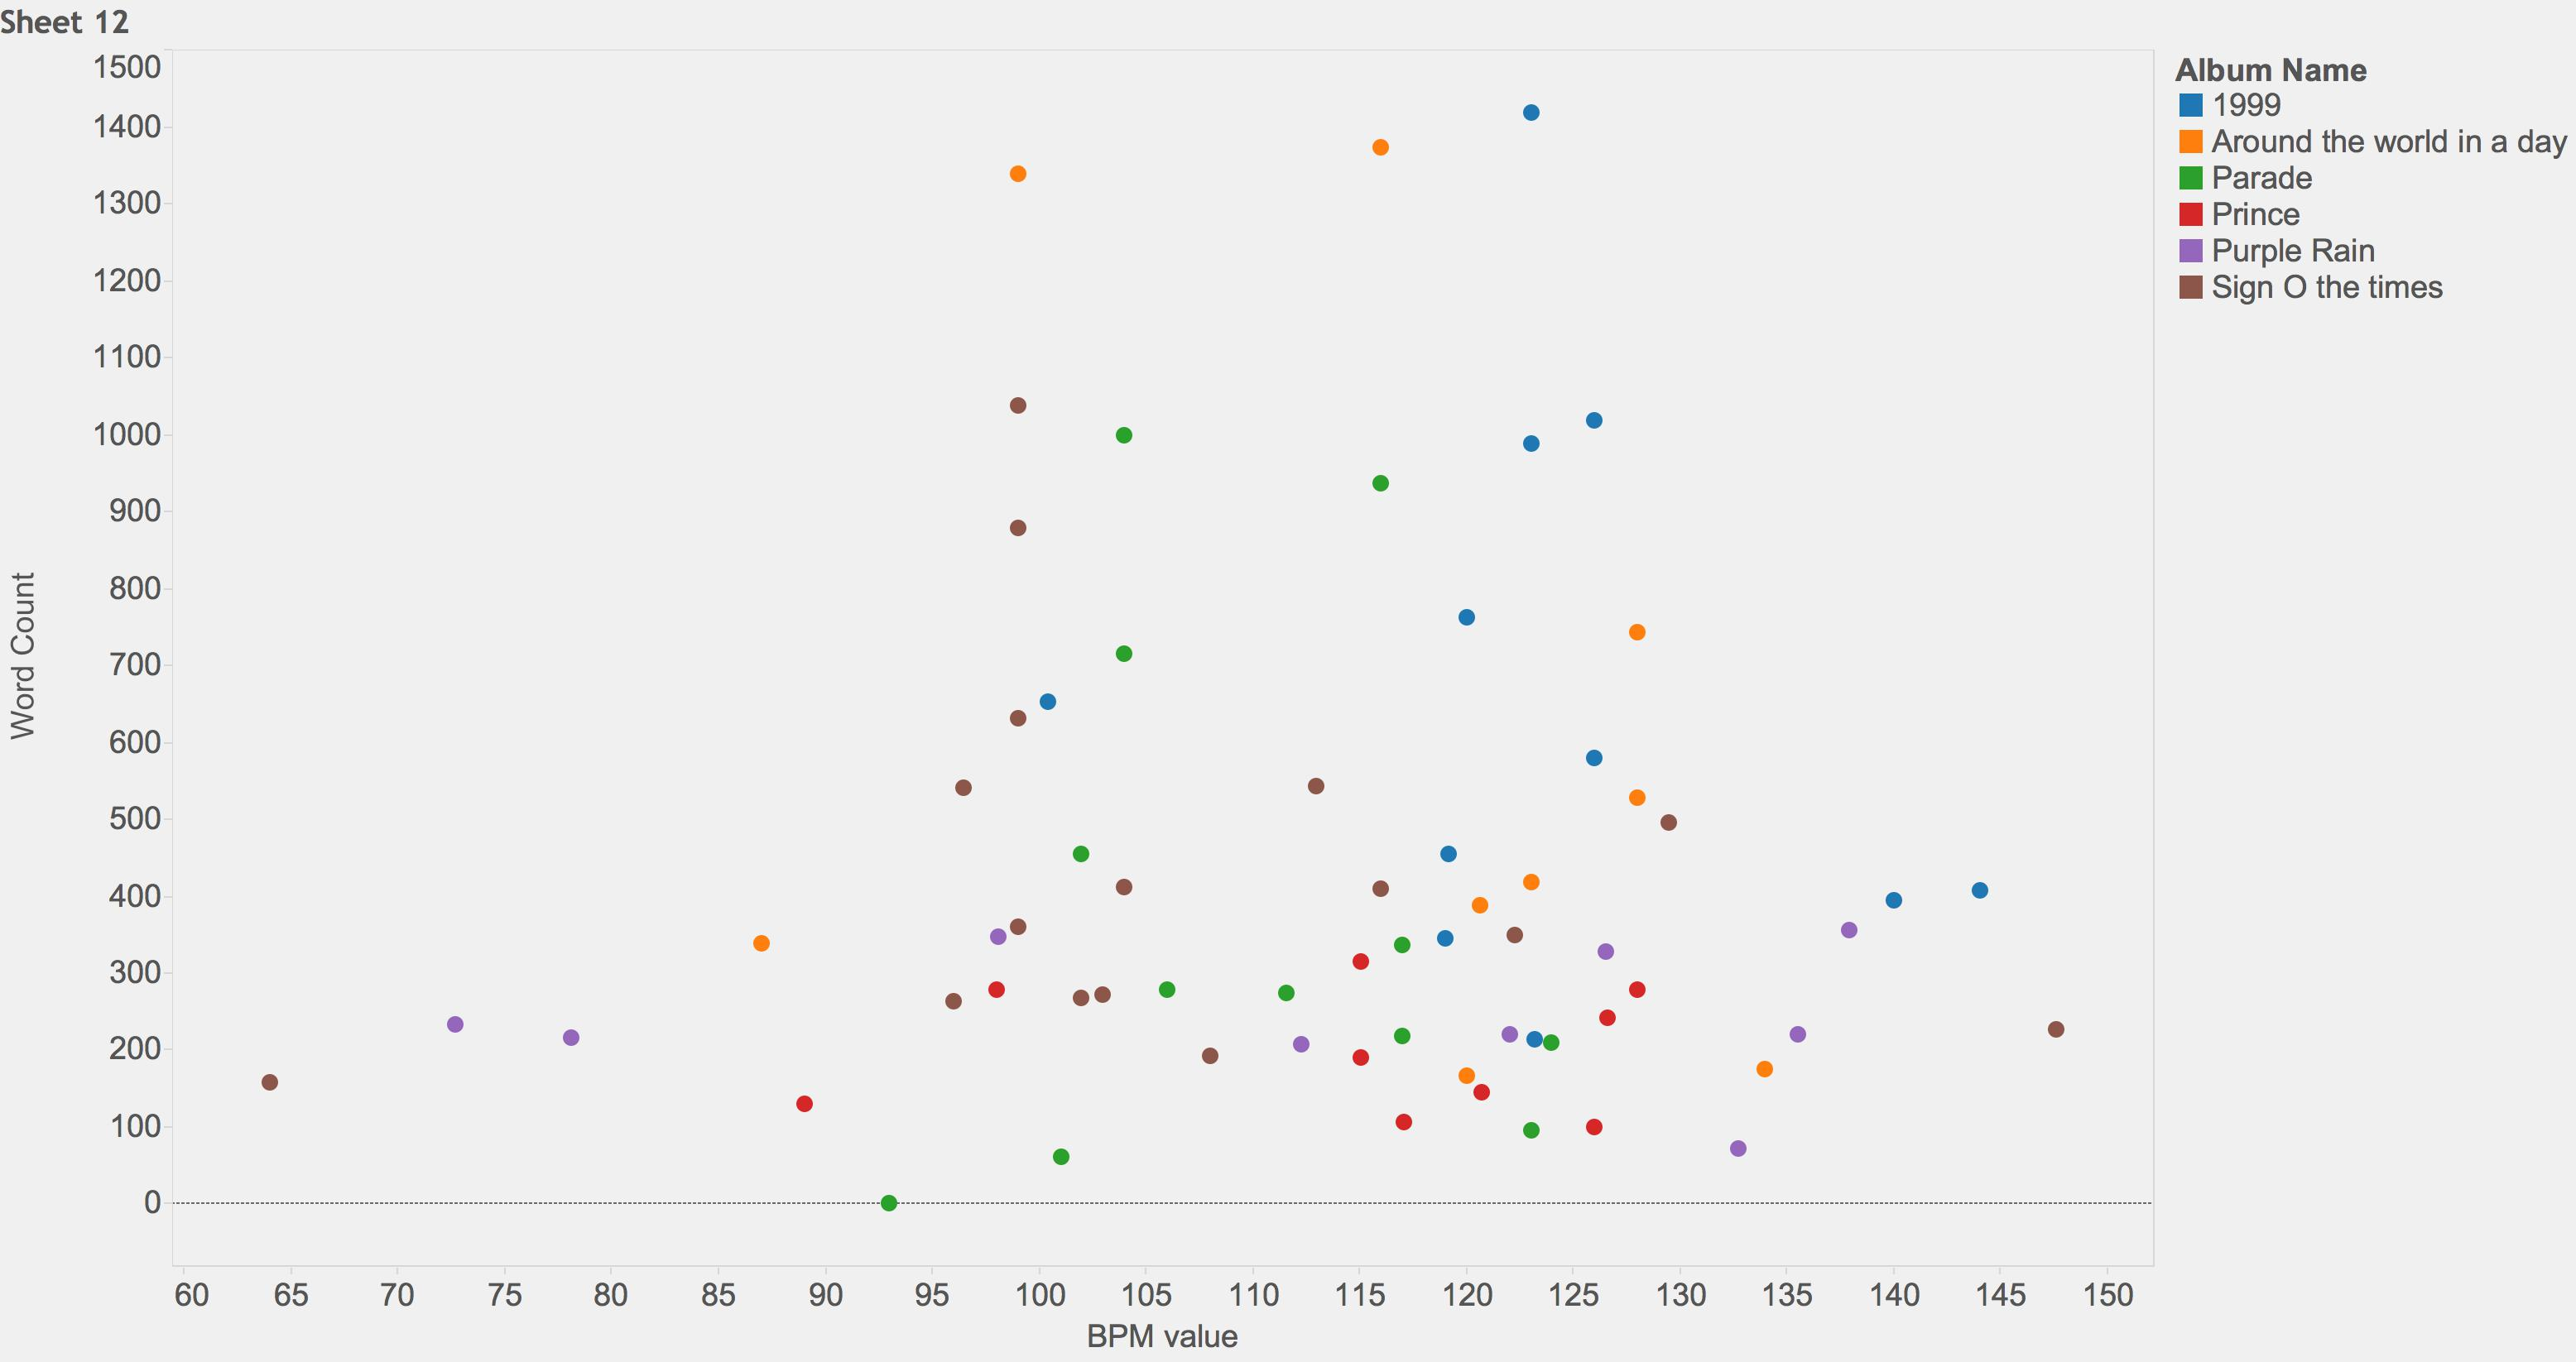 Sheet 12
1500
1400
1300
1200
1100
1000
900
800
700
600
500
400
300
200
100
0
Word Count
60 65 70 75 80 85 90 95 100 105 110 115 120 125 130 135 140 145 150
BPM value
Album Name
1999
Around the world in a day
Parade
Prince
Purple Rain
Sign O the times